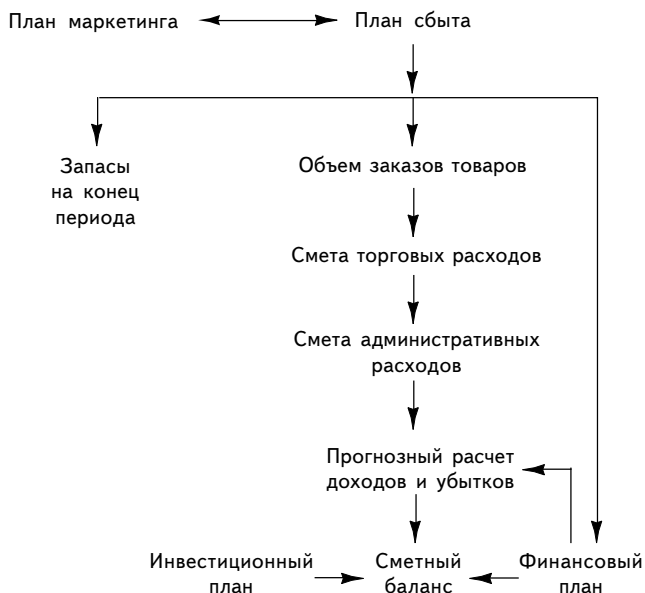 План маркетинга
План сбыта
Запасы
на конец
периода
Объем заказов товаров
Смета торговых расходов
Смета административных
расходов
Прогнозный расчет
доходов и убытков
Инвестиционный
план
Сметный
баланс
Финансовый
план